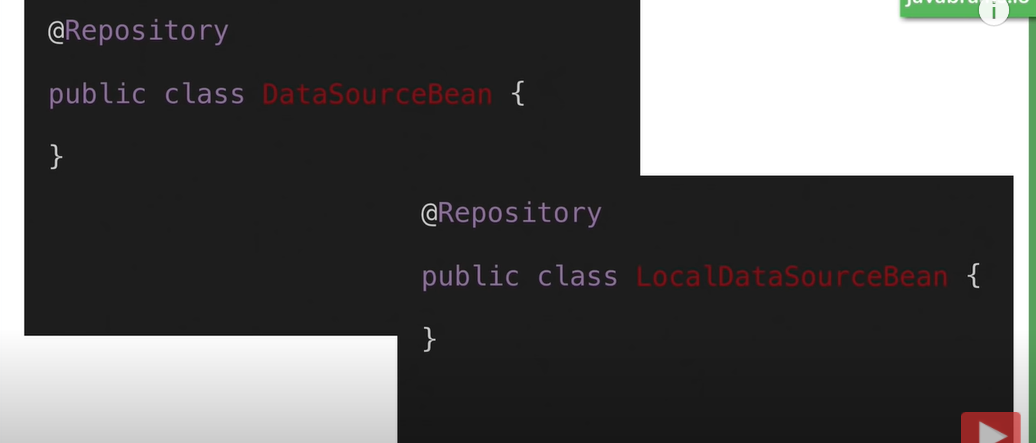 @Repository
public class DataSourceBean {
}
@Repository
public class LocalDataSourceBean {
}
i